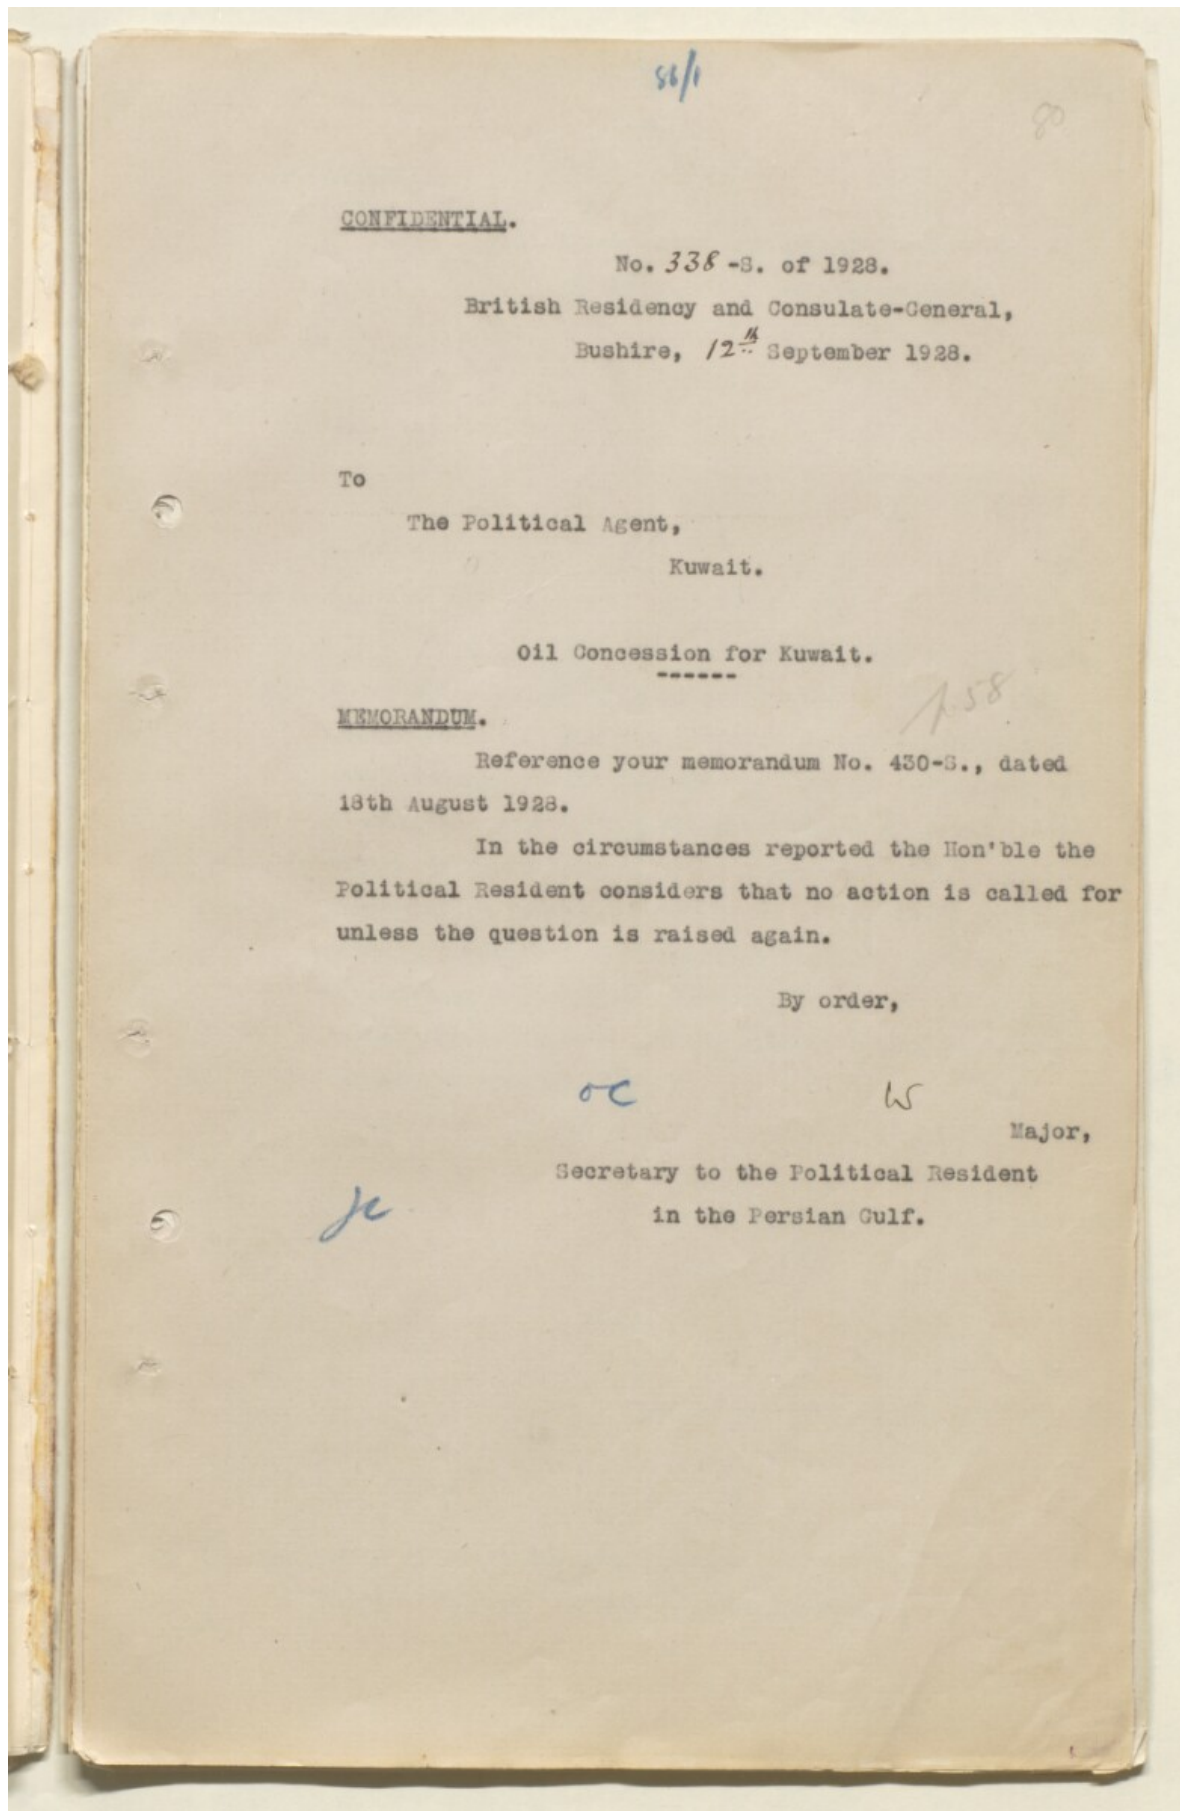 86/1
80
CONFIDENTIAL.
No. 338-S. of 1928.
British Residency and Consulate-General,
Bushire, 12th September 1928.
To
The Political Agent,
Kuwait.
Oil Concession for Kuwait.
------
p.58
MEMORANDUM.
Reference your memorandum No. 430-S., dated
18th August 1928.
In the circumstances reported the Hon'ble the
Political Resident considers that no action is called for
unless the question is raised again.
By order,
Major,
Secretary to the Political Resident
in the Persian Gulf.